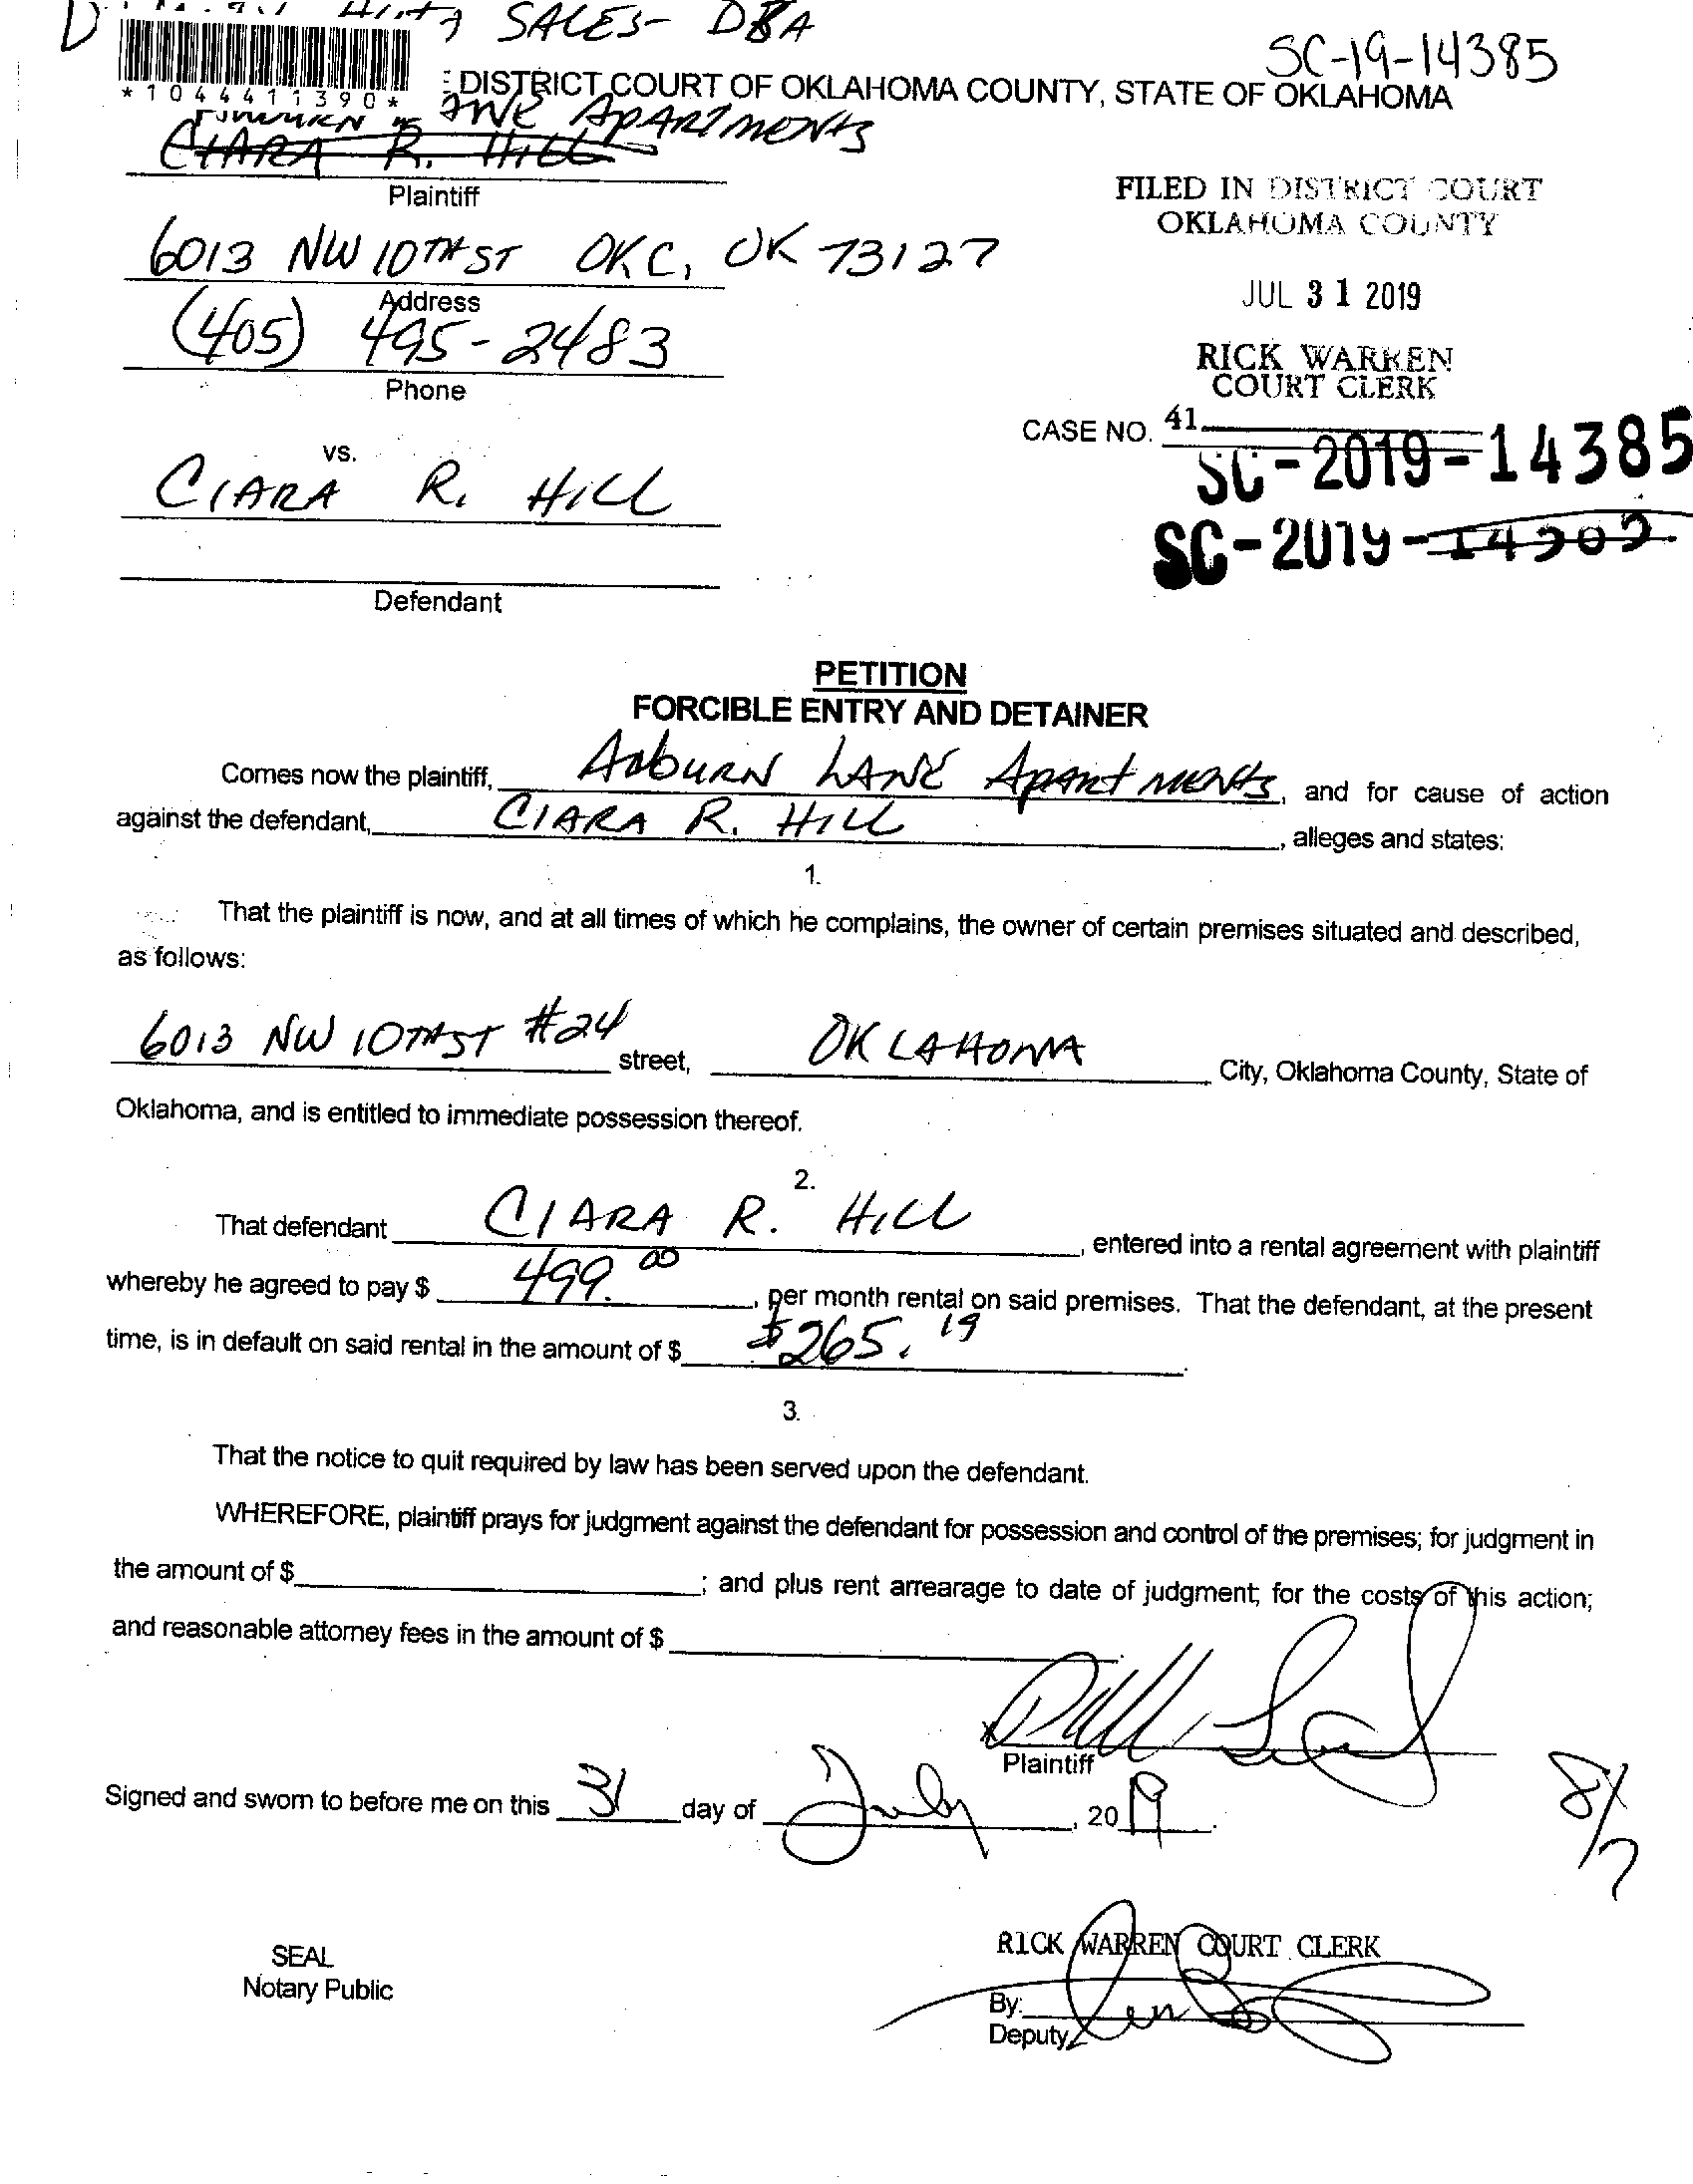 SALES- DBA
SC-19-14385
*1044411390*
DISTRICT COURT OF OKLAHOMA COUNTY, STATE OF OKLAHOMA
APARTMENTS
CIARA R. HILL
Plaintiff
FILED IN DISTRICT COURT
OKLAHOMA COUNTY
6013 NW 10TH ST OKC, OK 73127
Address
JUL 31 2019
(405) 495-2483
Phone
RICK WARREN
COURT CLERK
CASE NO. 41
SC-2019-14385
vs.
CIARA R. HILL
SC-2019-
Defendant
PETITION
FORCIBLE ENTRY AND DETAINER
Comes now the plaintiff, AubURN LANE ApARtMENtS, and for cause of action
against the defendant, CIARA R. HILL, alleges and states:
1.
That the plaintiff is now, and at all times of which he complains, the owner of certain premises situated and described,
as follows:
6013 NW 10TH ST #24 street, OKLAHOMA City, Oklahoma County, State of
Oklahoma, and is entitled to immediate possession thereof.
2.
That defendant CIARA R. HILL, entered into a rental agreement with plaintiff
whereby he agreed to pay $ 499.00, per month rental on said premises. That the defendant, at the present
time, is in default on said rental in the amount of $ $265.19.
3.
That the notice to quit required by law has been served upon the defendant.
WHEREFORE, plaintiff prays for judgment against the defendant for possession and control of the premises; for judgment in
the amount of $ ; and plus rent arrearage to date of judgment; for the costs of this action;
and reasonable attorney fees in the amount of $ .
X
Plaintiff
Signed and sworn to before me on this 31 day of July, 2019.
8/7
SEAL
Notary Public
RICK WARREN COURT CLERK
By:
Deputy